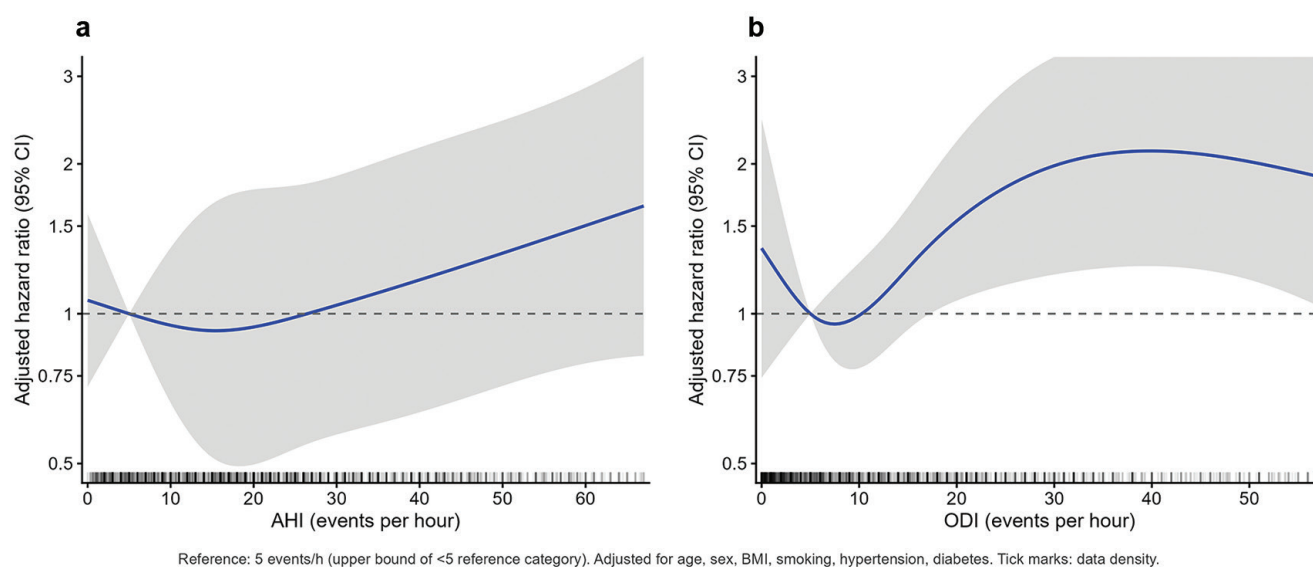 a
Adjusted hazard ratio (95% CI)
3
2
1.5
1
0.75
0.5
0 10 20 30 40 50 60
AHI (events per hour)
b
Adjusted hazard ratio (95% CI)
3
2
1.5
1
0.75
0.5
0 10 20 30 40 50
ODI (events per hour)
Reference: 5 events/h (upper bound of <5 reference category). Adjusted for age, sex, BMI, smoking, hypertension, diabetes. Tick marks: data density.